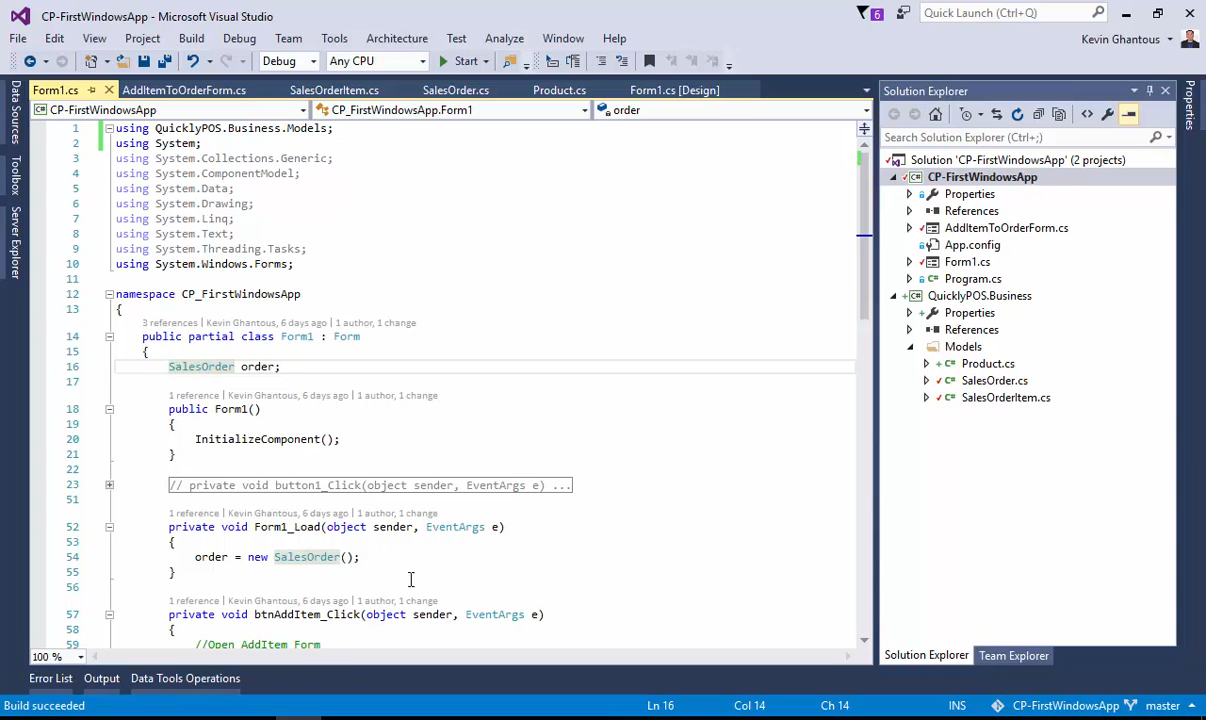 CP-FirstWindowsApp - Microsoft Visual Studio
6
Quick Launch (Ctrl+Q)
File Edit View Project Build Debug Team Tools Architecture Test Analyze Window Help
Kevin Ghantous
Debug Any CPU Start
Form1.cs AddItemToOrderForm.cs SalesOrderItem.cs SalesOrder.cs Product.cs Form1.cs [Design]
CP-FirstWindowsApp CP_FirstWindowsApp.Form1 order
Data Sources
Toolbox
Server Explorer
1 using QuicklyPOS.Business.Models;
2 using System;
3 using System.Collections.Generic;
4 using System.ComponentModel;
5 using System.Data;
6 using System.Drawing;
7 using System.Linq;
8 using System.Text;
9 using System.Threading.Tasks;
10 using System.Windows.Forms;
11
12 namespace CP_FirstWindowsApp
13 {
3 references | Kevin Ghantous, 6 days ago | 1 author, 1 change
14 public partial class Form1 : Form
15 {
16 SalesOrder order;
17
1 reference | Kevin Ghantous, 6 days ago | 1 author, 1 change
18 public Form1()
19 {
20 InitializeComponent();
21 }
22
23 // private void button1_Click(object sender, EventArgs e) ...
51
1 reference | Kevin Ghantous, 6 days ago | 1 author, 1 change
52 private void Form1_Load(object sender, EventArgs e)
53 {
54 order = new SalesOrder();
55 }
56
1 reference | Kevin Ghantous, 6 days ago | 1 author, 1 change
57 private void btnAddItem_Click(object sender, EventArgs e)
58 {
59 //Open AddItem Form
100 %
Solution Explorer
Search Solution Explorer (Ctrl+;)
Solution 'CP-FirstWindowsApp' (2 projects)
CP-FirstWindowsApp
Properties
References
AddItemToOrderForm.cs
App.config
Form1.cs
Program.cs
QuicklyPOS.Business
Properties
References
Models
Product.cs
SalesOrder.cs
SalesOrderItem.cs
Solution Explorer Team Explorer
Properties
Error List Output Data Tools Operations
Build succeeded Ln 16 Col 14 Ch 14 INS CP-FirstWindowsApp master